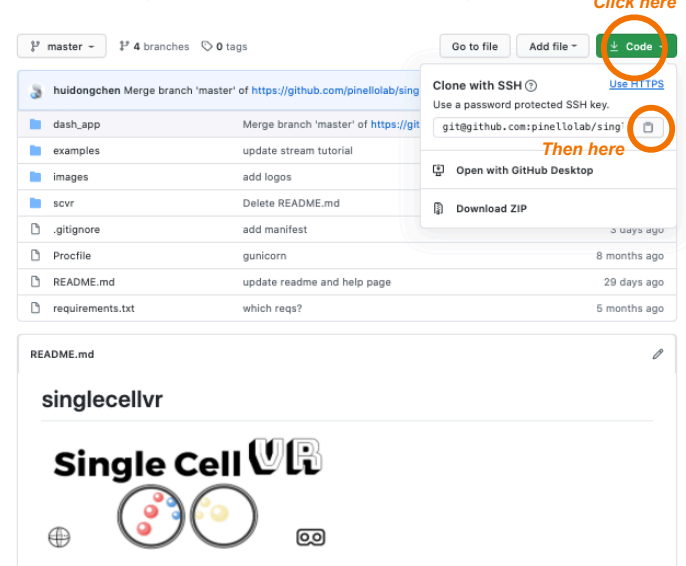 Click here
master
4 branches
0 tags
Go to file
Add file
Code
huidongchen Merge branch 'master' of https://github.com/pinellolab/sing
Clone with SSH
Use HTTPS
Use a password protected SSH key.
git@github.com:pinellolab/singl
Then here
Open with GitHub Desktop
Download ZIP
dash_app Merge branch 'master' of https://git
examples update stream tutorial
images add logos
scvr Delete README.md
.gitignore add manifest 3 days ago
Procfile gunicorn 8 months ago
README.md update readme and help page 29 days ago
requirements.txt which reqs? 5 months ago
README.md
singlecellvr
Single Cell VR